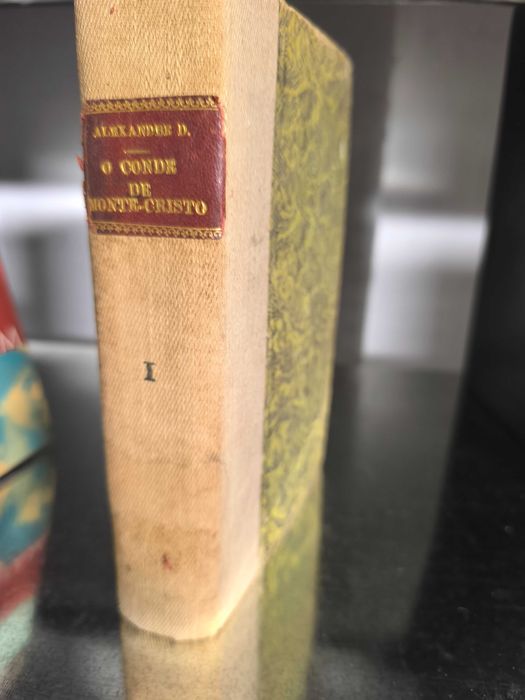 ALEXANDRE D.
O CONDE
DE
MONTE-CRISTO
I